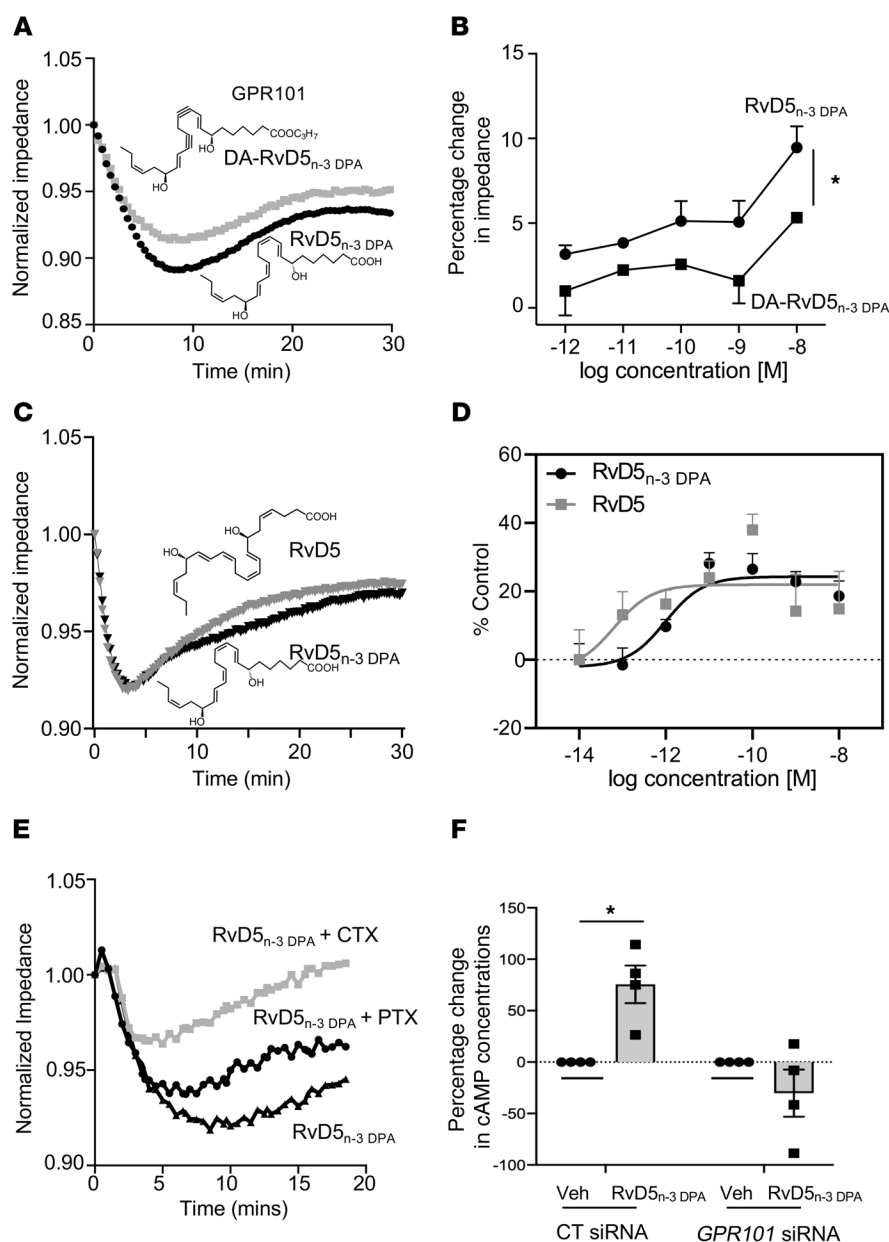 A
Normalized impedance
1.05
1.00
0.95
0.90
0.85
0
10
20
30
Time (min)
GPR101
COOC₃H₇
OH
HO
DA-RvD5n-3 DPA
RvD5n-3 DPA
COOH
OH
HO
B
Percentage change
in impedance
15
10
5
0
-12
-11
-10
-9
-8
log concentration [M]
RvD5n-3 DPA
*
DA-RvD5n-3 DPA
C
Normalized impedance
1.05
1.00
0.95
0.90
0
10
20
30
Time (min)
COOH
HO
HO
RvD5
RvD5n-3 DPA
COOH
OH
HO
D
% Control
60
40
20
0
-20
-14
-12
-10
-8
log concentration [M]
RvD5n-3 DPA
RvD5
E
Normalized Impedance
1.05
1.00
0.95
0.90
0
5
10
15
20
Time (mins)
RvD5n-3 DPA + CTX
RvD5n-3 DPA + PTX
RvD5n-3 DPA
F
Percentage change
in cAMP concentrations
150
100
50
0
-50
-100
*
Veh RvD5n-3 DPA Veh RvD5n-3 DPA
CT siRNA GPR101 siRNA